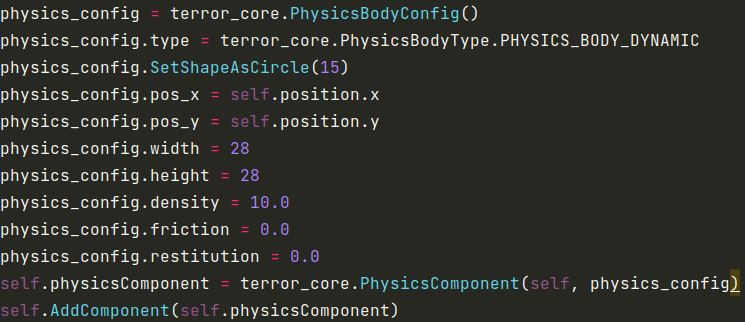 physics_config = terror_core.PhysicsBodyConfig()
physics_config.type = terror_core.PhysicsBodyType.PHYSICS_BODY_DYNAMIC
physics_config.SetShapeAsCircle(15)
physics_config.pos_x = self.position.x
physics_config.pos_y = self.position.y
physics_config.width = 28
physics_config.height = 28
physics_config.density = 10.0
physics_config.friction = 0.0
physics_config.restitution = 0.0
self.physicsComponent = terror_core.PhysicsComponent(self, physics_config)
self.AddComponent(self.physicsComponent)